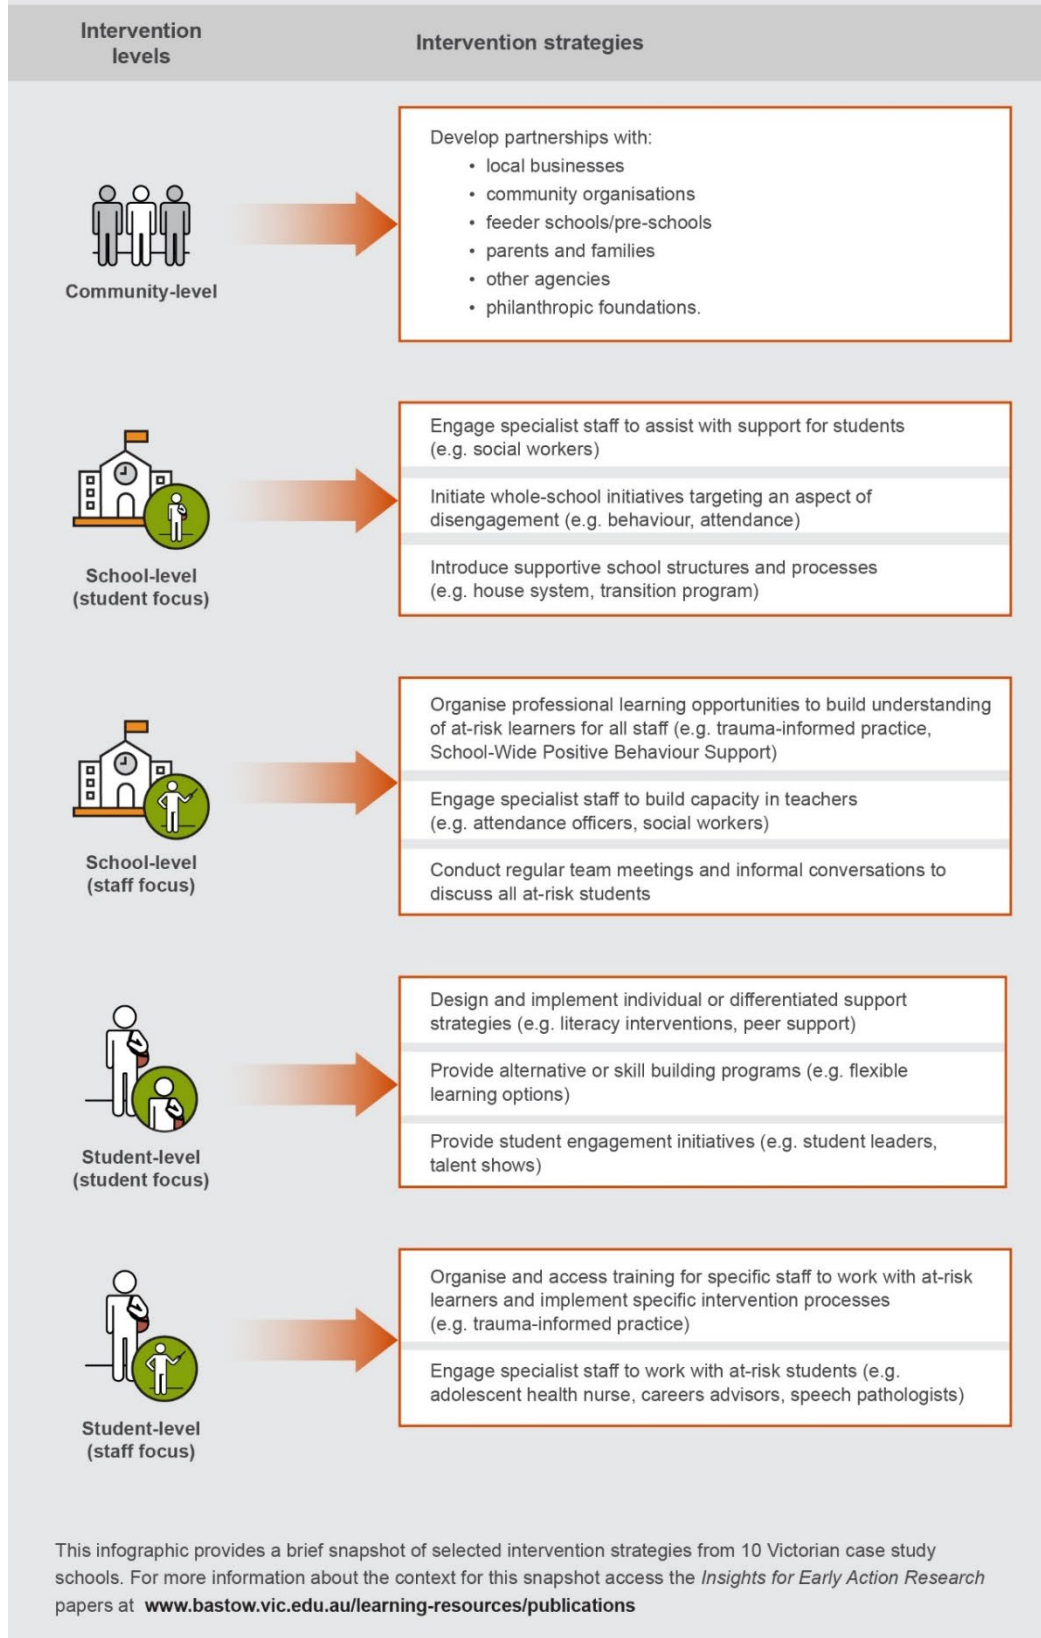 Intervention
levels
Intervention strategies
Community-level
Develop partnerships with:
• local businesses
• community organisations
• feeder schools/pre-schools
• parents and families
• other agencies
• philanthropic foundations.
School-level
(student focus)
Engage specialist staff to assist with support for students
(e.g. social workers)
Initiate whole-school initiatives targeting an aspect of
disengagement (e.g. behaviour, attendance)
Introduce supportive school structures and processes
(e.g. house system, transition program)
School-level
(staff focus)
Organise professional learning opportunities to build understanding
of at-risk learners for all staff (e.g. trauma-informed practice,
School-Wide Positive Behaviour Support)
Engage specialist staff to build capacity in teachers
(e.g. attendance officers, social workers)
Conduct regular team meetings and informal conversations to
discuss all at-risk students
Student-level
(student focus)
Design and implement individual or differentiated support
strategies (e.g. literacy interventions, peer support)
Provide alternative or skill building programs (e.g. flexible
learning options)
Provide student engagement initiatives (e.g. student leaders,
talent shows)
Student-level
(staff focus)
Organise and access training for specific staff to work with at-risk
learners and implement specific intervention processes
(e.g. trauma-informed practice)
Engage specialist staff to work with at-risk students (e.g.
adolescent health nurse, careers advisors, speech pathologists)
This infographic provides a brief snapshot of selected intervention strategies from 10 Victorian case study
schools. For more information about the context for this snapshot access the Insights for Early Action Research
papers at www.bastow.vic.edu.au/learning-resources/publications